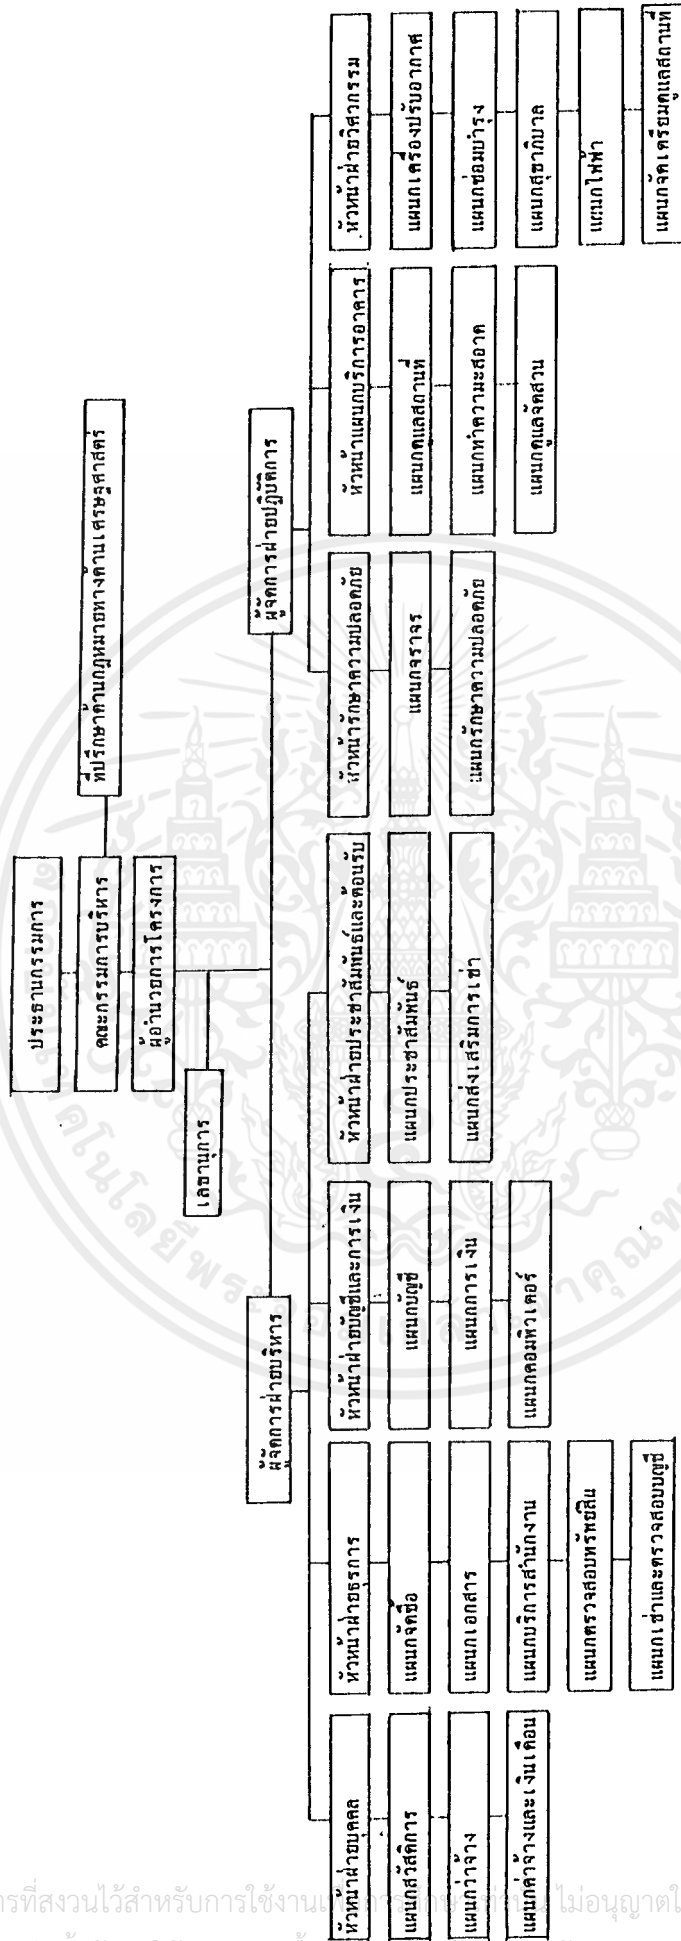 ประธานกรรมการ
คณะกรรมการบริหาร
ที่ปรึกษาด้านกฎหมายทางด้านเศรษฐศาสตร์
ผู้อำนวยการโครงการ
เลขานุการ
ผู้จัดการฝ่ายบริหาร
ผู้จัดการฝ่ายปฏิบัติการ
หัวหน้าฝ่ายบุคคล
แผนกสวัสดิการ
แผนกว่าจ้าง
แผนกค่าจ้างและเงินเดือน
หัวหน้าฝ่ายธุรการ
แผนกจัดซื้อ
แผนกเอกสาร
แผนกบริการสำนักงาน
แผนกตรวจสอบทรัพย์สิน
แผนกเช่าและตรวจสอบบัญชี
หัวหน้าฝ่ายบัญชีและการเงิน
แผนกบัญชี
แผนกการเงิน
แผนกคอมพิวเตอร์
หัวหน้าฝ่ายประชาสัมพันธ์และต้อนรับ
แผนกประชาสัมพันธ์
แผนกส่งเสริมการเช่า
หัวหน้ารักษาความปลอดภัย
แผนกจราจร
แผนกรักษาความปลอดภัย
หัวหน้าแผนกบริการอาคาร
แผนกดูแลสถานที่
แผนกทำความสะอาด
แผนกดูแลจัดสวน
หัวหน้าฝ่ายวิศวกรรม
แผนกเครื่องปรับอากาศ
แผนกซ่อมบำรุง
แผนกสุขาภิบาล
แผนกไฟฟ้า
แผนกจัดเตรียมดูแลสถานที่